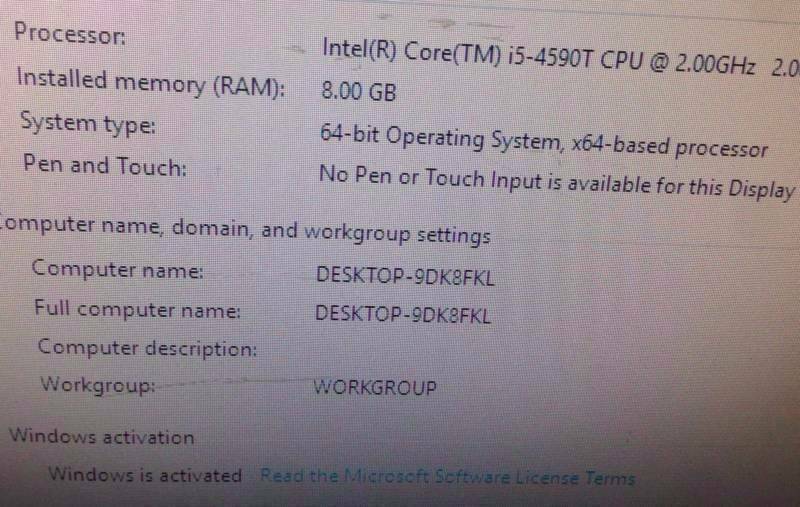 Processor: Intel(R) Core(TM) i5-4590T CPU @ 2.00GHz 2.0
Installed memory (RAM): 8.00 GB
System type: 64-bit Operating System, x64-based processor
Pen and Touch: No Pen or Touch Input is available for this Display
omputer name, domain, and workgroup settings
Computer name: DESKTOP-9DK8FKL
Full computer name: DESKTOP-9DK8FKL
Computer description:
Workgroup: WORKGROUP
Windows activation
Windows is activated Read the Microsoft Software License Terms